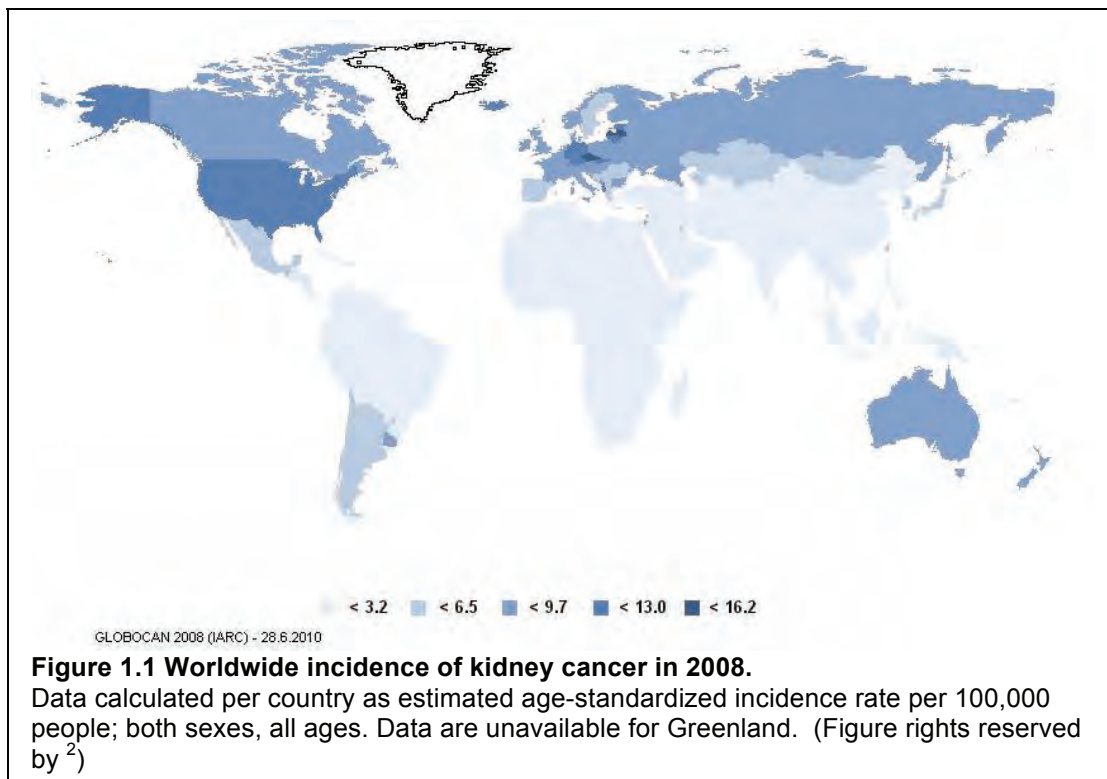 < 3.2 < 6.5 < 9.7 < 13.0 < 16.2
GLOBOCAN 2008 (IARC) - 28.6.2010
Figure 1.1 Worldwide incidence of kidney cancer in 2008.
Data calculated per country as estimated age-standardized incidence rate per 100,000
people; both sexes, all ages. Data are unavailable for Greenland.  (Figure rights reserved
by ²)